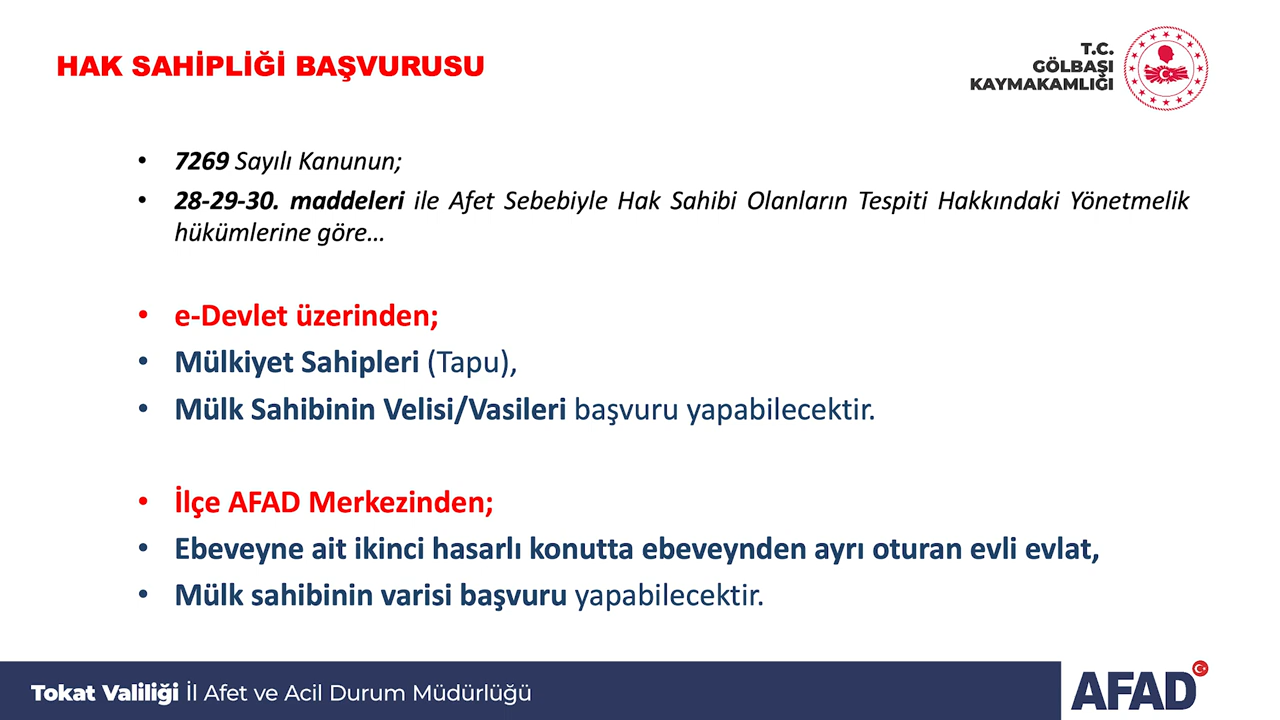 HAK SAHİPLİĞİ BAŞVURUSU
T.C.
GÖLBAŞI
KAYMAKAMLIĞI
• 7269 Sayılı Kanunun;
• 28-29-30. maddeleri ile Afet Sebebiyle Hak Sahibi Olanların Tespiti Hakkındaki Yönetmelik
hükümlerine göre...
• e-Devlet üzerinden;
• Mülkiyet Sahipleri (Tapu),
• Mülk Sahibinin Velisi/Vasileri başvuru yapabilecektir.
• İlçe AFAD Merkezinden;
• Ebeveyne ait ikinci hasarlı konutta ebeveynden ayrı oturan evli evlat,
• Mülk sahibinin varisi başvuru yapabilecektir.
Tokat Valiliği İl Afet ve Acil Durum Müdürlüğü
AFAD